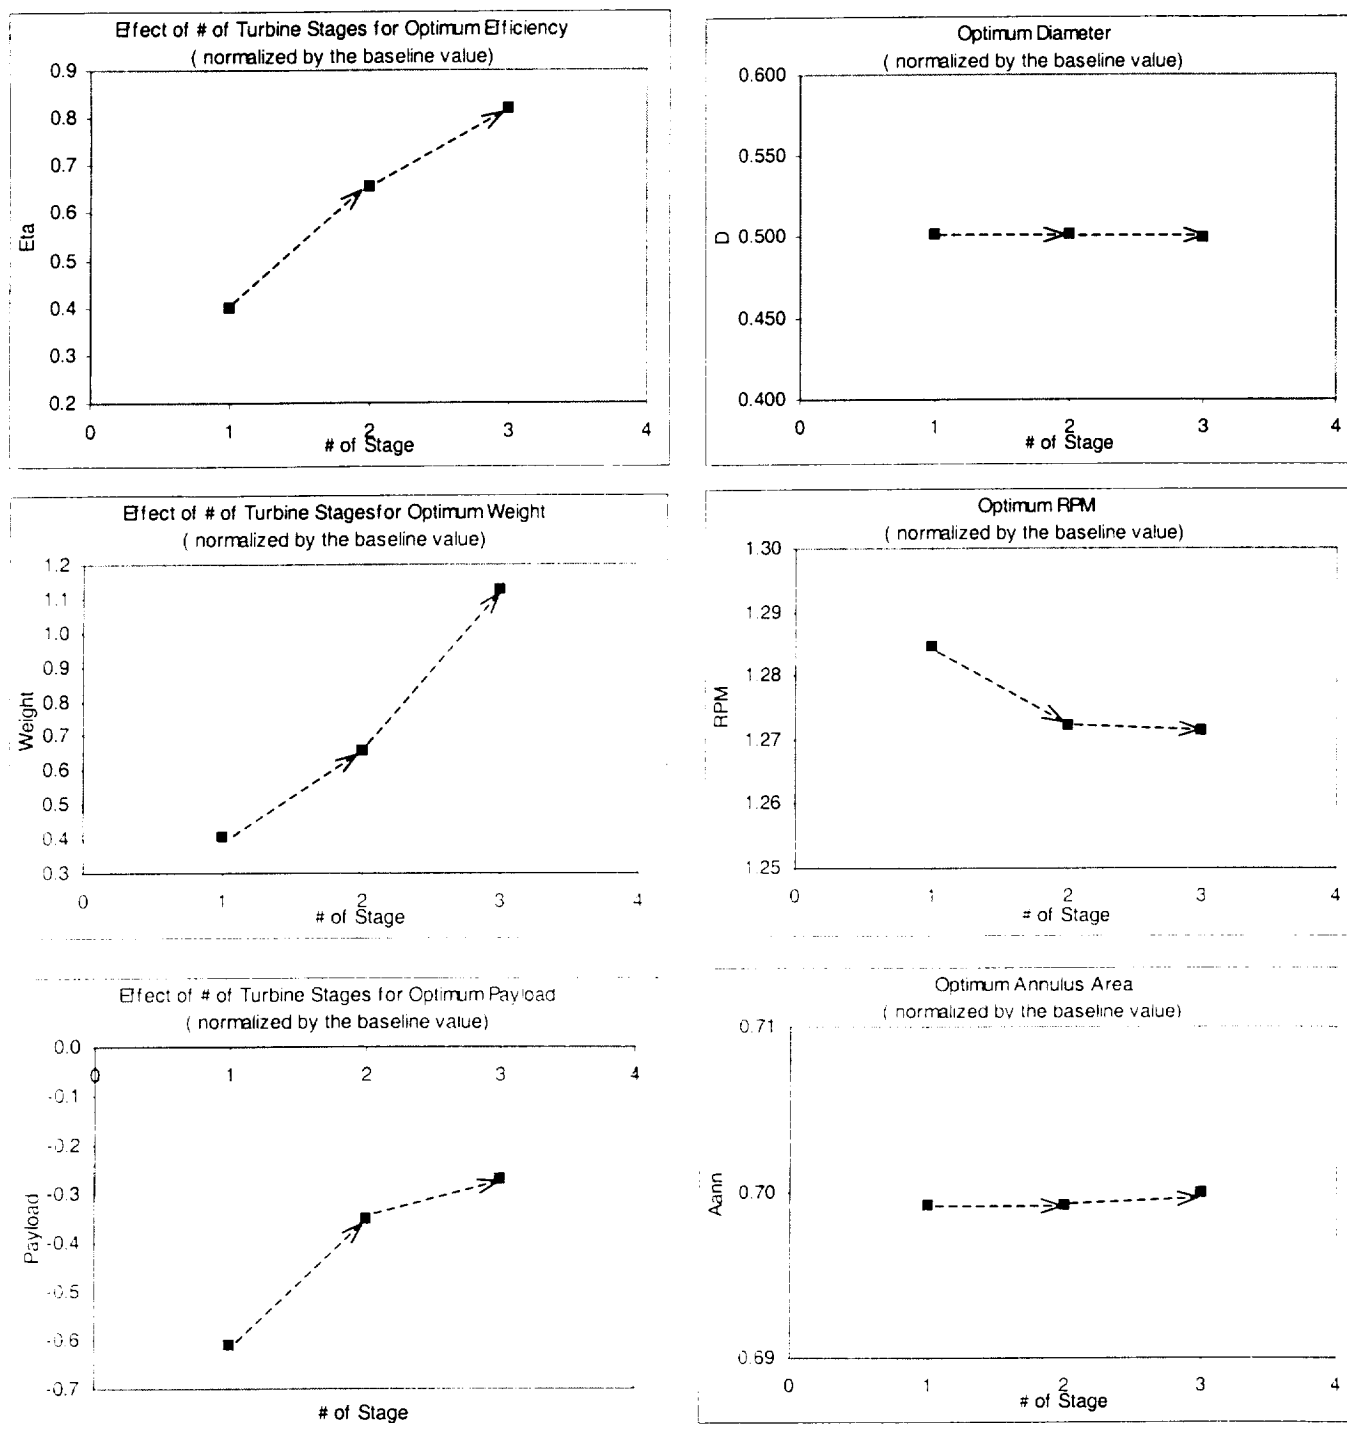 Effect of # of Turbine Stages for Optimum Efficiency
( normalized by the baseline value)
0.9
0.8
0.7
0.6
0.5
0.4
0.3
0.2
Eta
0 1 2 3 4
# of Stage
Optimum Diameter
( normalized by the baseline value)
0.600
0.550
0.500
0.450
0.400
D
0 1 2 3 4
# of Stage
Effect of # of Turbine Stagesfor Optimum Weight
( normalized by the baseline value)
1.2
1.1
1.0
0.9
0.8
0.7
0.6
0.5
0.4
0.3
Weight
0 1 2 3 4
# of Stage
Optimum RPM
( normalized by the baseline value)
1.30
1.29
1.28
1.27
1.26
1.25
RPM
0 1 2 3 4
# of Stage
Effect of # of Turbine Stages for Optimum Payload
( normalized by the baseline value)
0.0
0 1 2 3 4
-0.1
-0.2
-0.3
-0.4
-0.5
-0.6
-0.7
Payload
# of Stage
Optimum Annulus Area
( normalized by the baseline value)
0.71
0.70
0.69
Aann
0 1 2 3 4
# of Stage